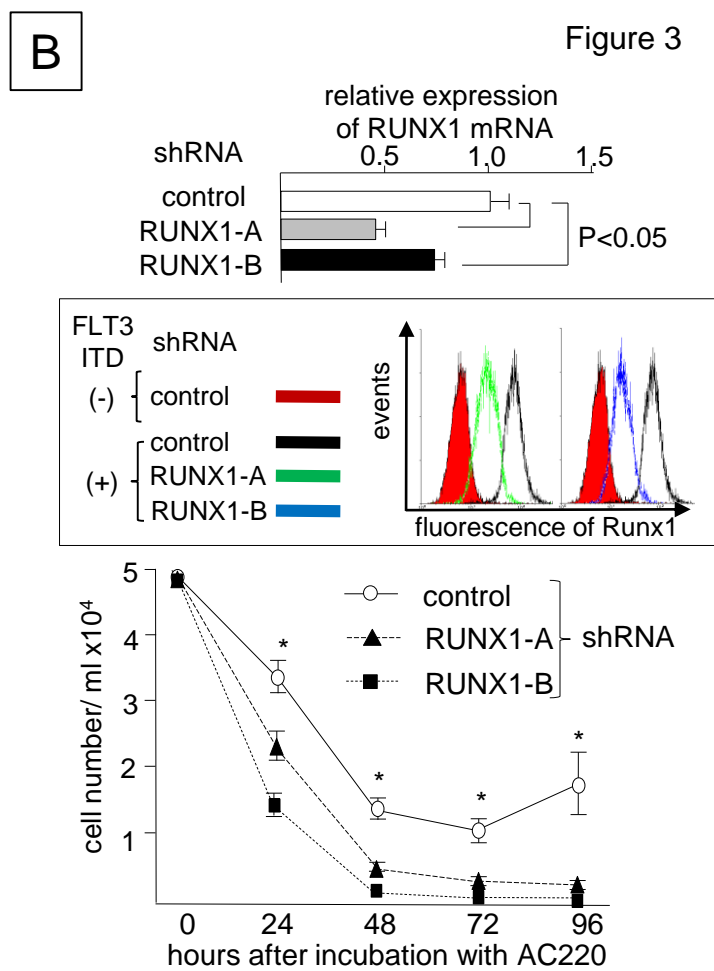 B
Figure 3
relative expression
of RUNX1 mRNA
shRNA
0.5 1.0 1.5
control
RUNX1-A
RUNX1-B
P<0.05
FLT3
ITD
shRNA
(-)
control
(+)
control
RUNX1-A
RUNX1-B
events
fluorescence of Runx1
cell number/ ml x10⁴
5
4
3
2
1
control
RUNX1-A
RUNX1-B
shRNA
*
*
*
*
0 24 48 72 96
hours after incubation with AC220